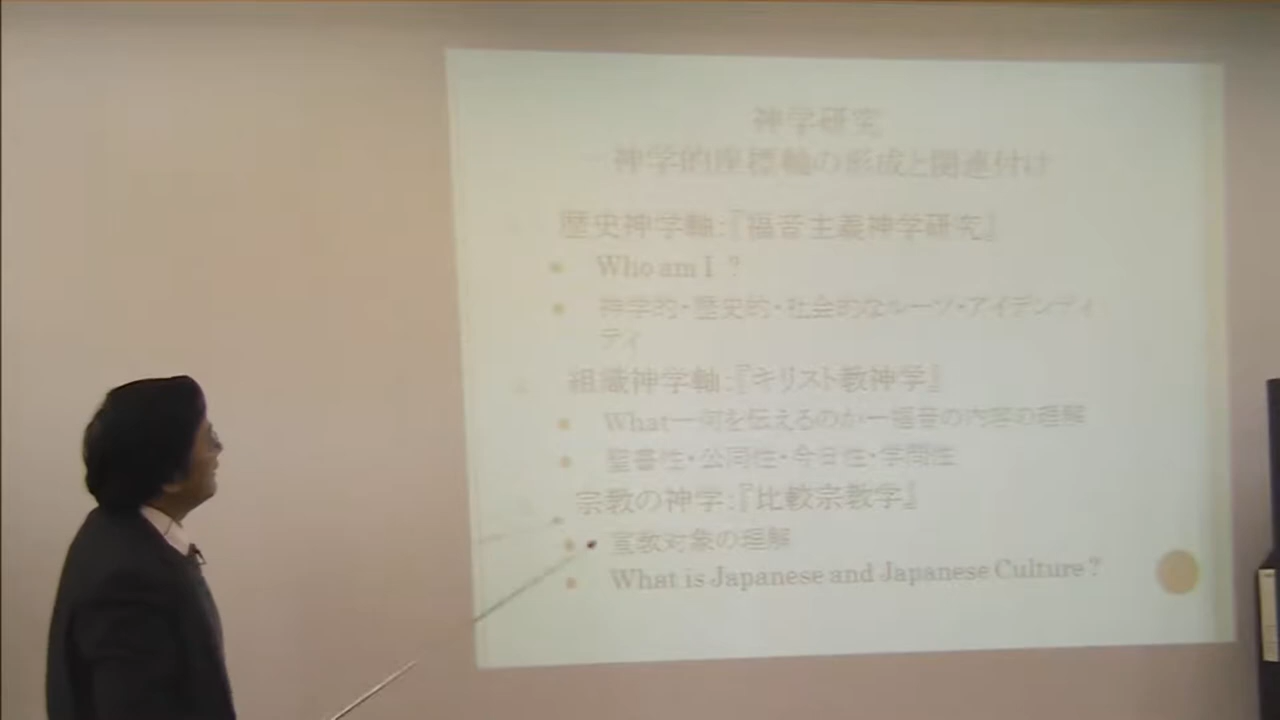 神学研究
神学的座標軸の形成と関連付け
歴史神学軸:『福音主義神学研究』
Who am I ?
神学的・歴史的・社会的なルーツ・アイデンティ
ティ
組織神学軸:『キリスト教神学』
What―何を伝えるのか―福音の内容の理解
聖書性・公同性・今日性・学問性
宗教の神学:『比較宗教学』
宣教対象の理解
What is Japanese and Japanese Culture ?